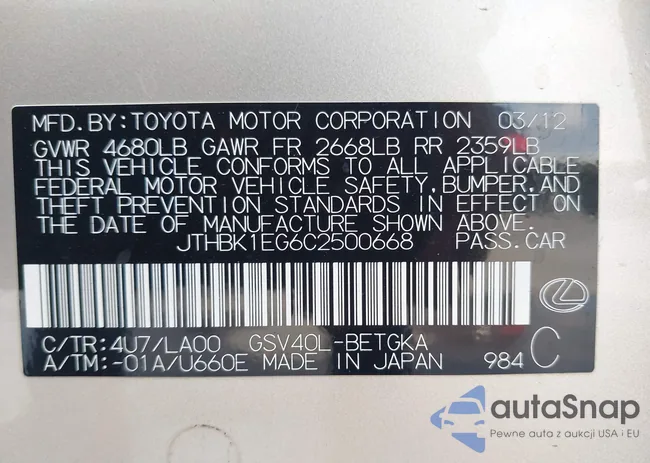 MFD.BY:TOYOTA MOTOR CORPORATION 03/12
GVWR 4680LB GAWR FR 2668LB RR 2359LB
THIS VEHICLE CONFORMS TO ALL APPLICABLE
FEDERAL MOTOR VEHICLE SAFETY,BUMPER,AND
THEFT PREVENTION STANDARDS IN EFFECT ON
THE DATE OF MANUFACTURE SHOWN ABOVE.
JTHBK1EG6C2500668 PASS.CAR
C/TR:4U7/LA00 GSV40L-BETGKA
A/TM:-01A/U660E MADE IN JAPAN 984 C
autoSnap
Pewne auta z aukcji USA i EU